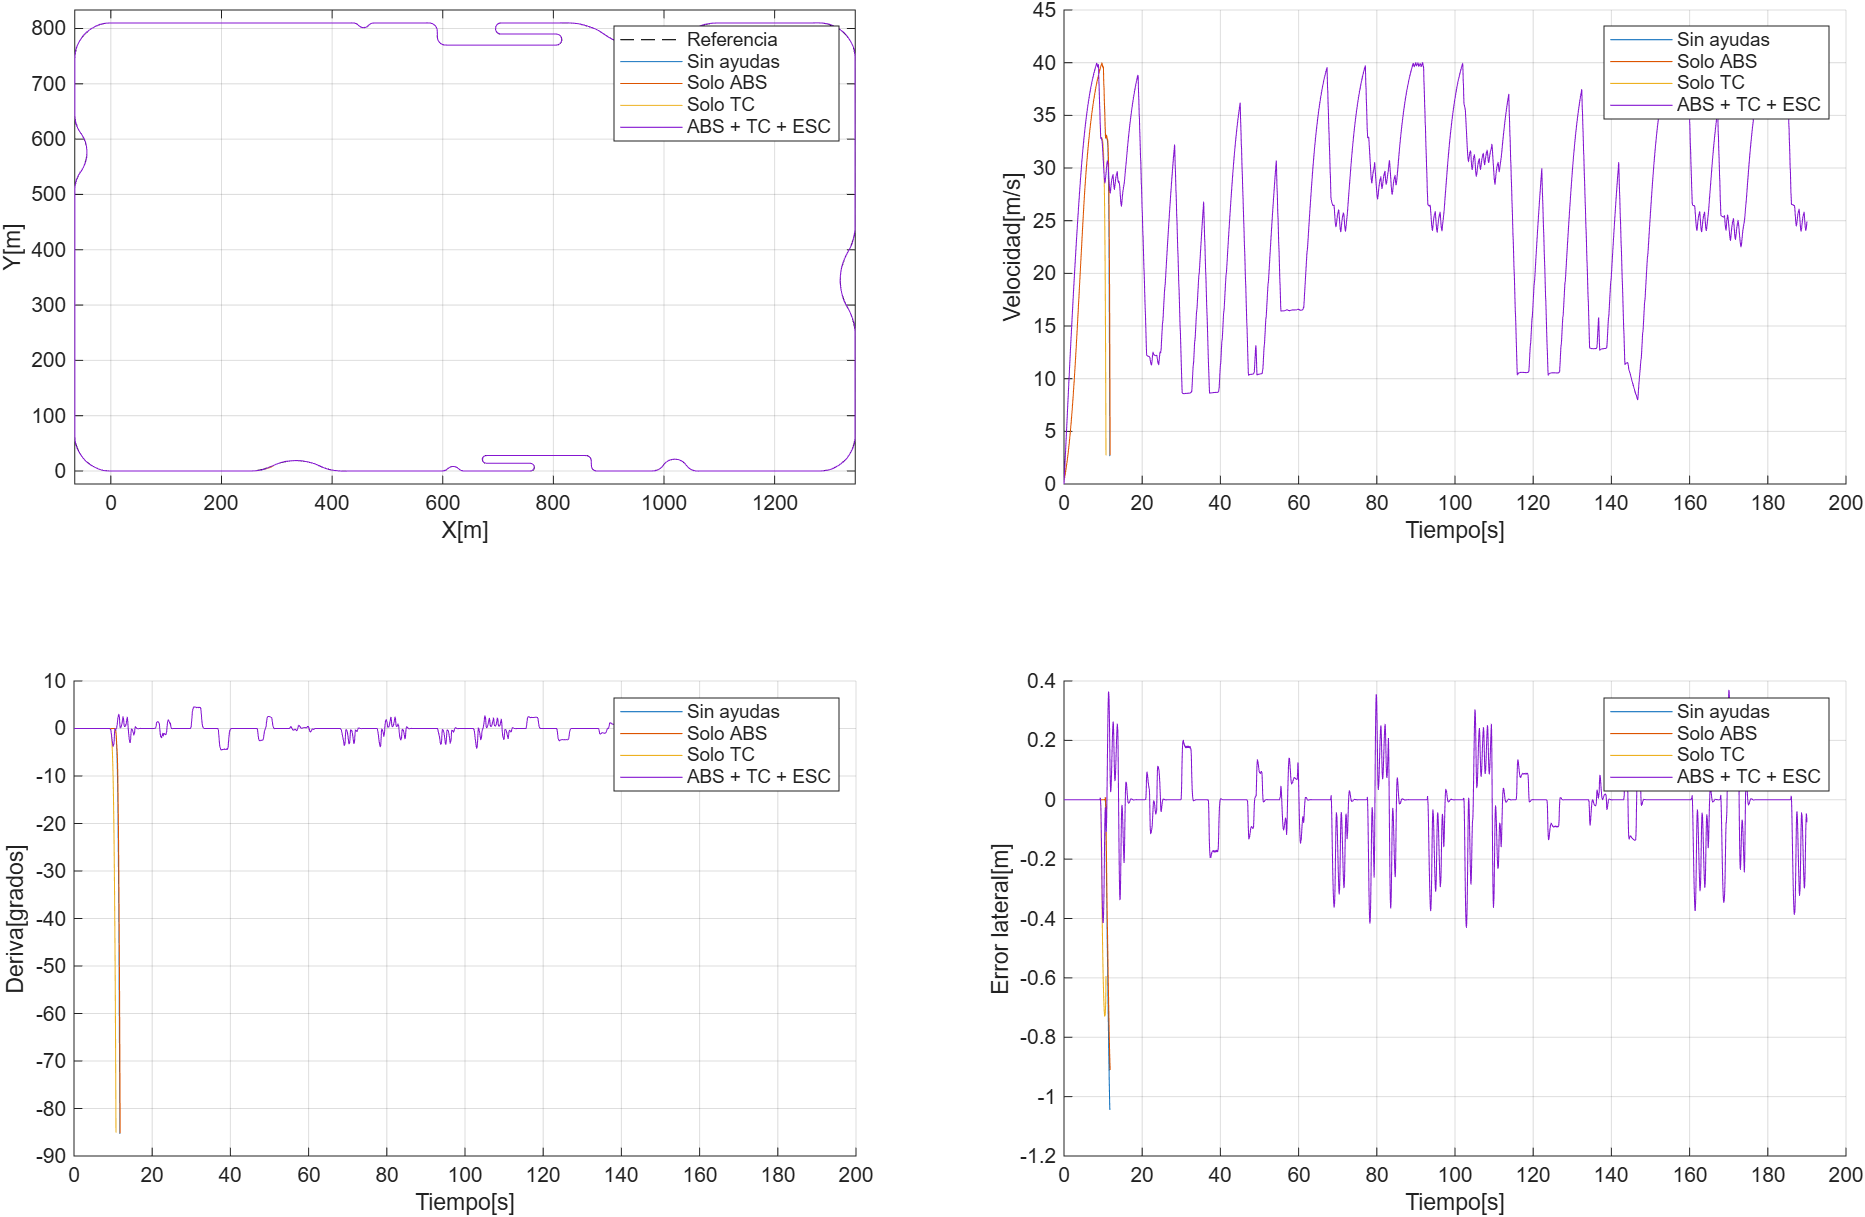 800
700
600
500
400
300
200
100
0
0 200 400 600 800 1000 1200
X[m]
Y[m]
Referencia
Sin ayudas
Solo ABS
Solo TC
ABS + TC + ESC
45
40
35
30
25
20
15
10
5
0
0 20 40 60 80 100 120 140 160 180 200
Tiempo[s]
Velocidad[m/s]
Sin ayudas
Solo ABS
Solo TC
ABS + TC + ESC
10
0
-10
-20
-30
-40
-50
-60
-70
-80
-90
0 20 40 60 80 100 120 140 160 180 200
Tiempo[s]
Deriva[grados]
Sin ayudas
Solo ABS
Solo TC
ABS + TC + ESC
0.4
0.2
0
-0.2
-0.4
-0.6
-0.8
-1
-1.2
0 20 40 60 80 100 120 140 160 180 200
Tiempo[s]
Error lateral[m]
Sin ayudas
Solo ABS
Solo TC
ABS + TC + ESC